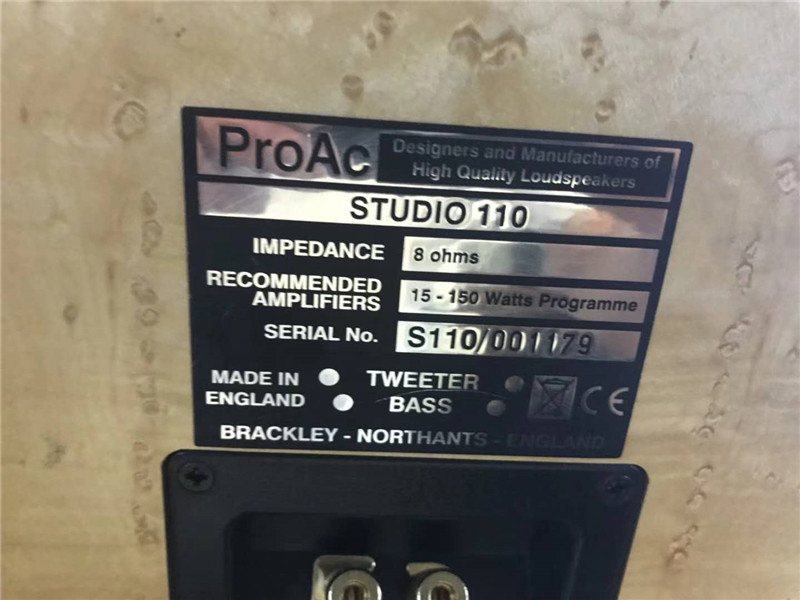 ProAc
Designers and Manufacturers of
High Quality Loudspeakers
STUDIO 110
IMPEDANCE 8 ohms
RECOMMENDED
AMPLIFIERS 15 - 150 Watts Programme
SERIAL No. S110/001179
MADE IN TWEETER
ENGLAND BASS
CE
BRACKLEY - NORTHANTS - ENGLAND